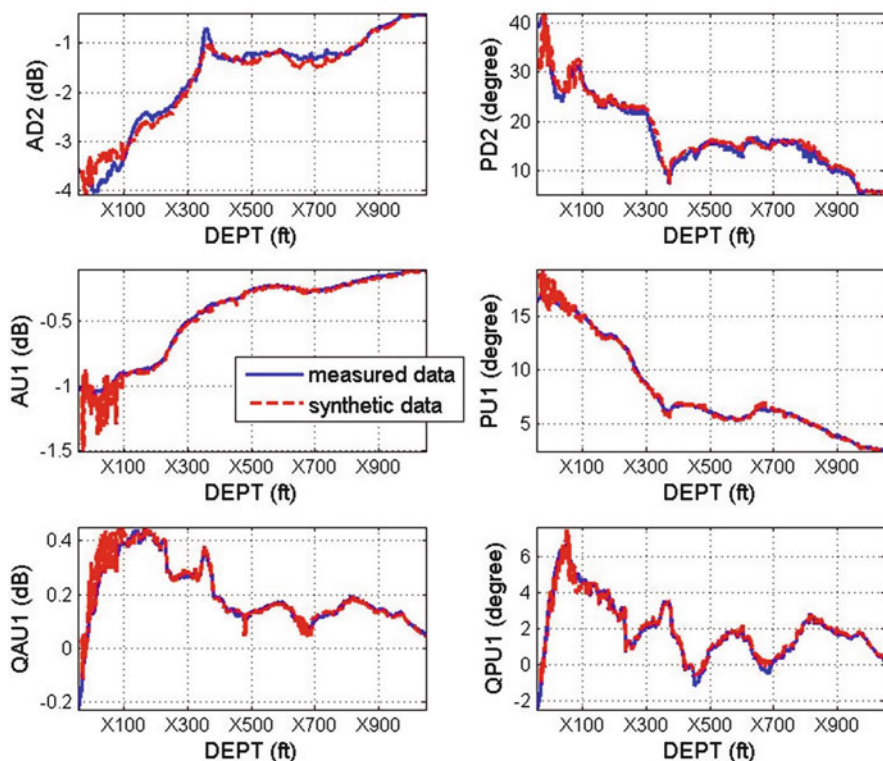 AD2 (dB)
-1
-2
-3
-4
X100 X300 X500 X700 X900
DEPT (ft)
PD2 (degree)
40
30
20
10
X100 X300 X500 X700 X900
DEPT (ft)
AU1 (dB)
-0.5
-1
-1.5
X100 X300 X500 X700 X900
DEPT (ft)
measured data
synthetic data
PU1 (degree)
15
10
5
X100 X300 X500 X700 X900
DEPT (ft)
QAU1 (dB)
0.4
0.2
0
-0.2
X100 X300 X500 X700 X900
DEPT (ft)
QPU1 (degree)
6
4
2
0
-2
X100 X300 X500 X700 X900
DEPT (ft)